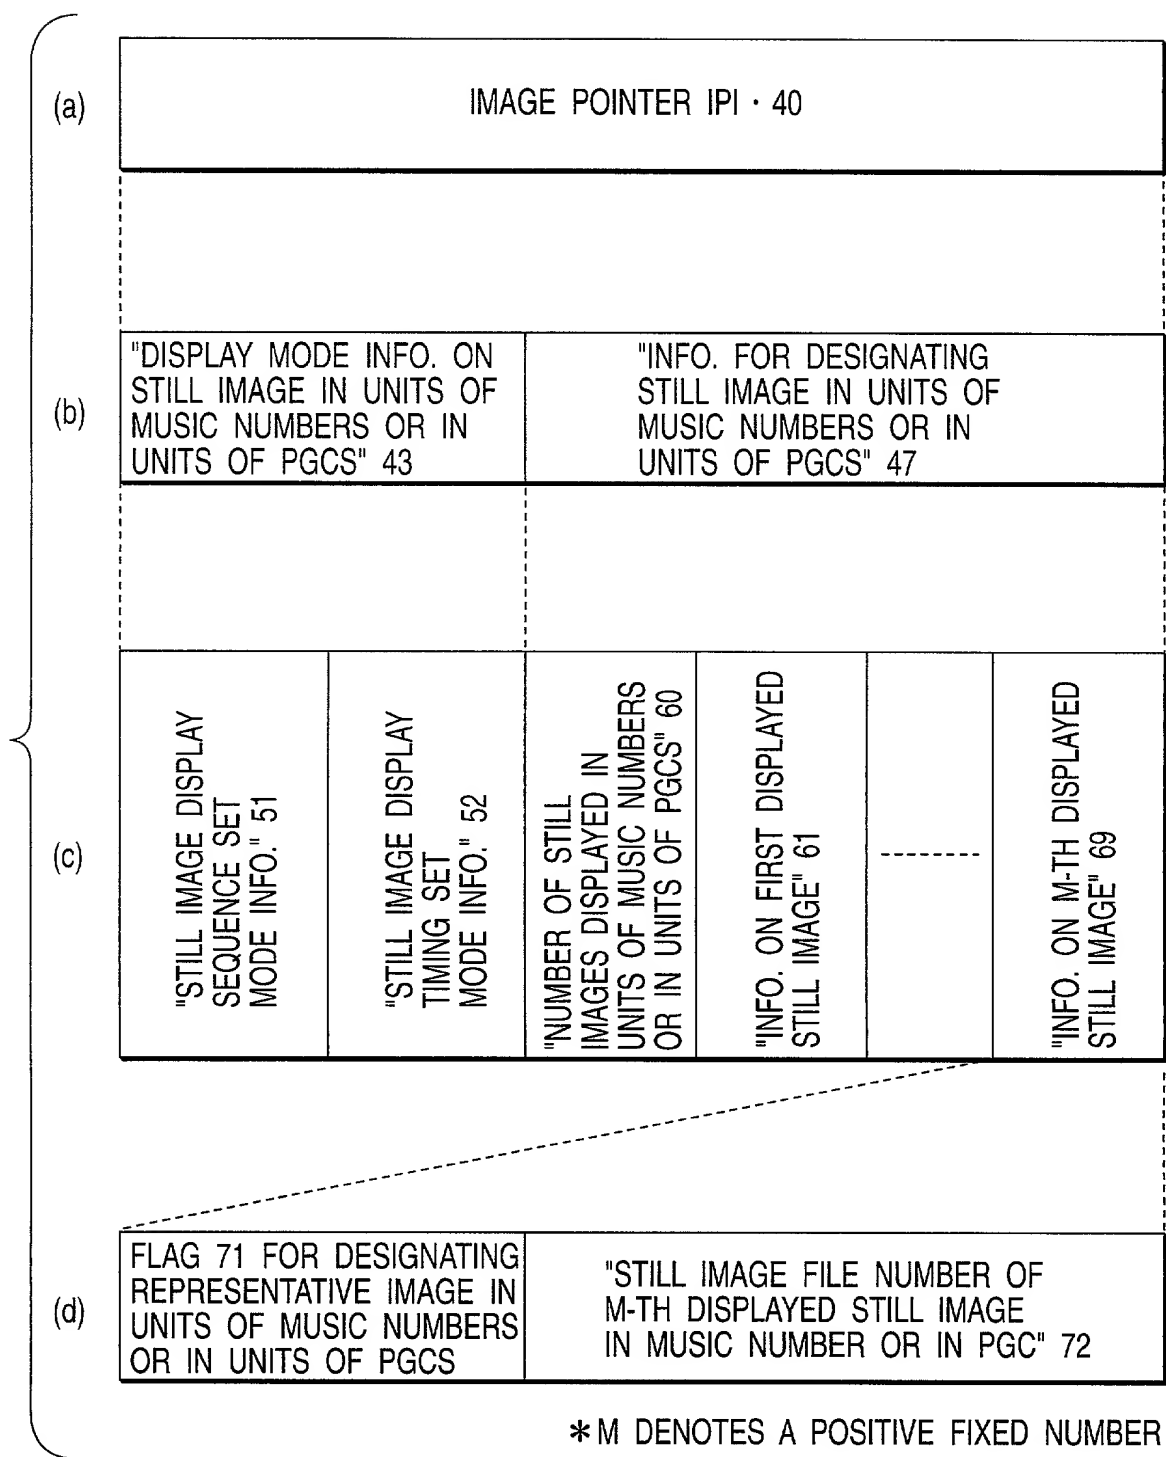 (a)
IMAGE POINTER IPI · 40
(b)
"DISPLAY MODE INFO. ON
STILL IMAGE IN UNITS OF
MUSIC NUMBERS OR IN
UNITS OF PGCS" 43
"INFO. FOR DESIGNATING
STILL IMAGE IN UNITS OF
MUSIC NUMBERS OR IN
UNITS OF PGCS" 47
(c)
"STILL IMAGE DISPLAY
SEQUENCE SET
MODE INFO." 51
"STILL IMAGE DISPLAY
TIMING SET
MODE INFO." 52
"NUMBER OF STILL
IMAGES DISPLAYED IN
UNITS OF MUSIC NUMBERS
OR IN UNITS OF PGCS" 60
"INFO. ON FIRST DISPLAYED
STILL IMAGE" 61
"INFO. ON M-TH DISPLAYED
STILL IMAGE" 69
(d)
FLAG 71 FOR DESIGNATING
REPRESENTATIVE IMAGE IN
UNITS OF MUSIC NUMBERS
OR IN UNITS OF PGCS
"STILL IMAGE FILE NUMBER OF
M-TH DISPLAYED STILL IMAGE
IN MUSIC NUMBER OR IN PGC" 72
*M DENOTES A POSITIVE FIXED NUMBER